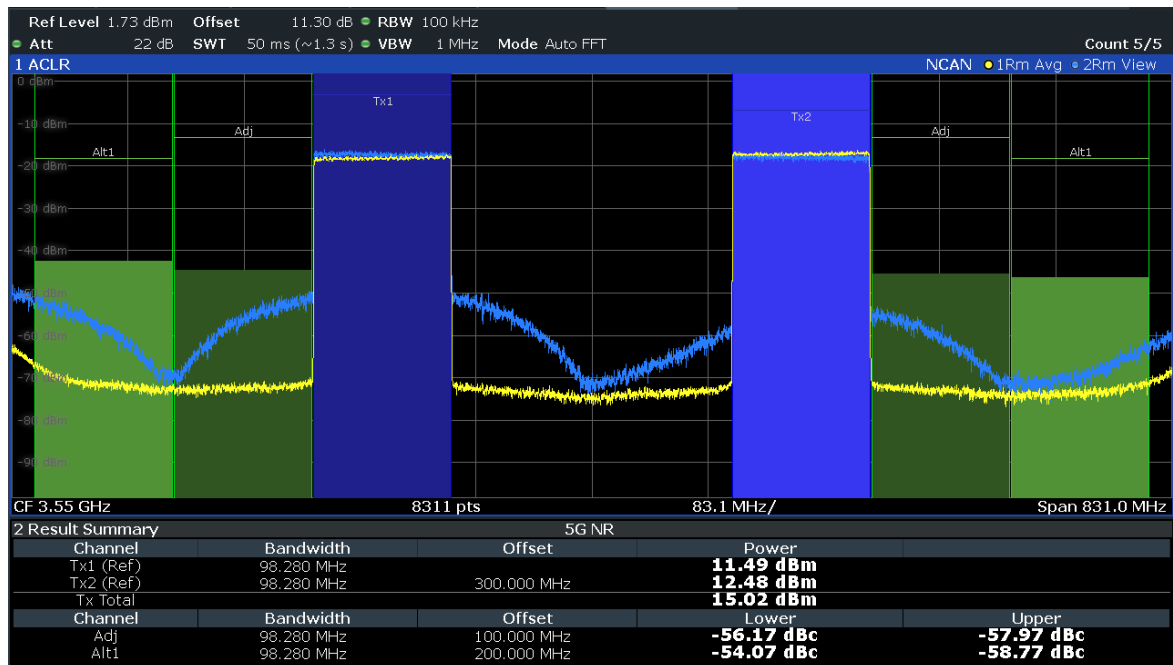 Ref Level 1.73 dBm Offset 11.30 dB RBW 100 kHz
Att 22 dB SWT 50 ms (~1.3 s) VBW 1 MHz Mode Auto FFT Count 5/5
1 ACLR NCAN 1Rm Avg 2Rm View
0 dBm
Tx1
Tx2
-10 dBm
Adj
Adj
Alt1
Alt1
-20 dBm
-30 dBm
-40 dBm
-50 dBm
-60 dBm
-70 dBm
-80 dBm
-90 dBm
CF 3.55 GHz 8311 pts 83.1 MHz/ Span 831.0 MHz
2 Result Summary 5G NR
Channel Bandwidth Offset Power
Tx1 (Ref) 98.280 MHz 11.49 dBm
Tx2 (Ref) 98.280 MHz 300.000 MHz 12.48 dBm
Tx Total 15.02 dBm
Channel Bandwidth Offset Lower Upper
Adj 98.280 MHz 100.000 MHz -56.17 dBc -57.97 dBc
Alt1 98.280 MHz 200.000 MHz -54.07 dBc -58.77 dBc